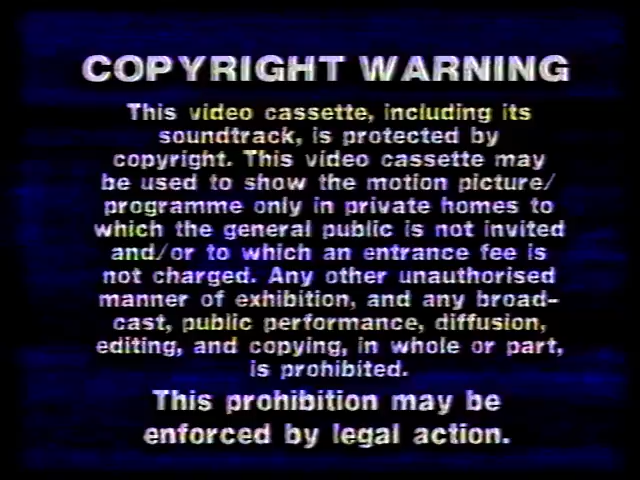 COPYRIGHT WARNING
This video cassette, including its
soundtrack, is protected by
copyright. This video cassette may
be used to show the motion picture/
programme only in private homes to
which the general public is not invited
and/or to which an entrance fee is
not charged. Any other unauthorised
manner of exhibition, and any broad-
cast, public performance, diffusion,
editing, and copying, in whole or part,
is prohibited.
This prohibition may be
enforced by legal action.